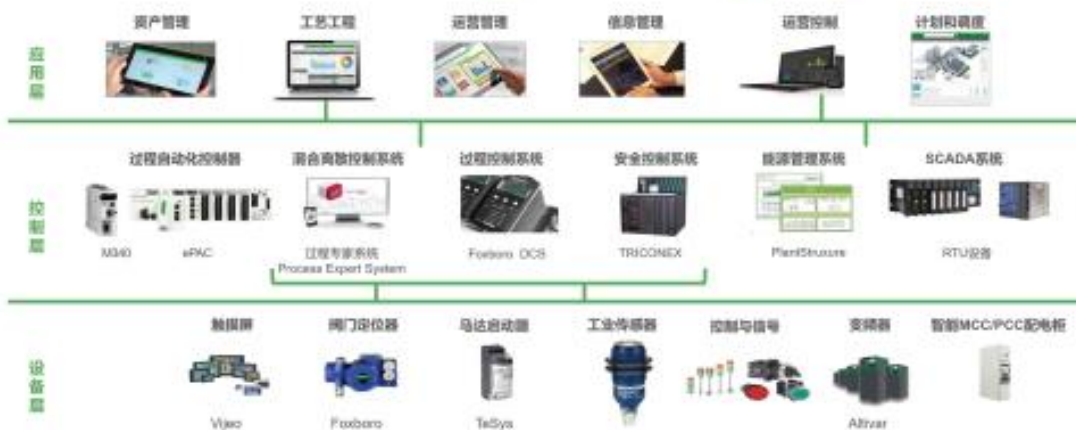 资产管理 工艺工程 运营管理 信息管理 运营控制 计划和调度
应用层
过程自动化控制器 混合离散控制系统 过程控制系统 安全控制系统 能源管理系统 SCADA系统
控制层
M340 ePAC 过程专家系统 Foxboro DCS TRICONEX PlantStruxure RTU设备
Process Expert System
触摸屏 阀门定位器 马达启动器 工业传感器 控制与信号 变频器 智能MCC/PCC配电柜
设备层
Vijeo Foxboro TeSys Altivar